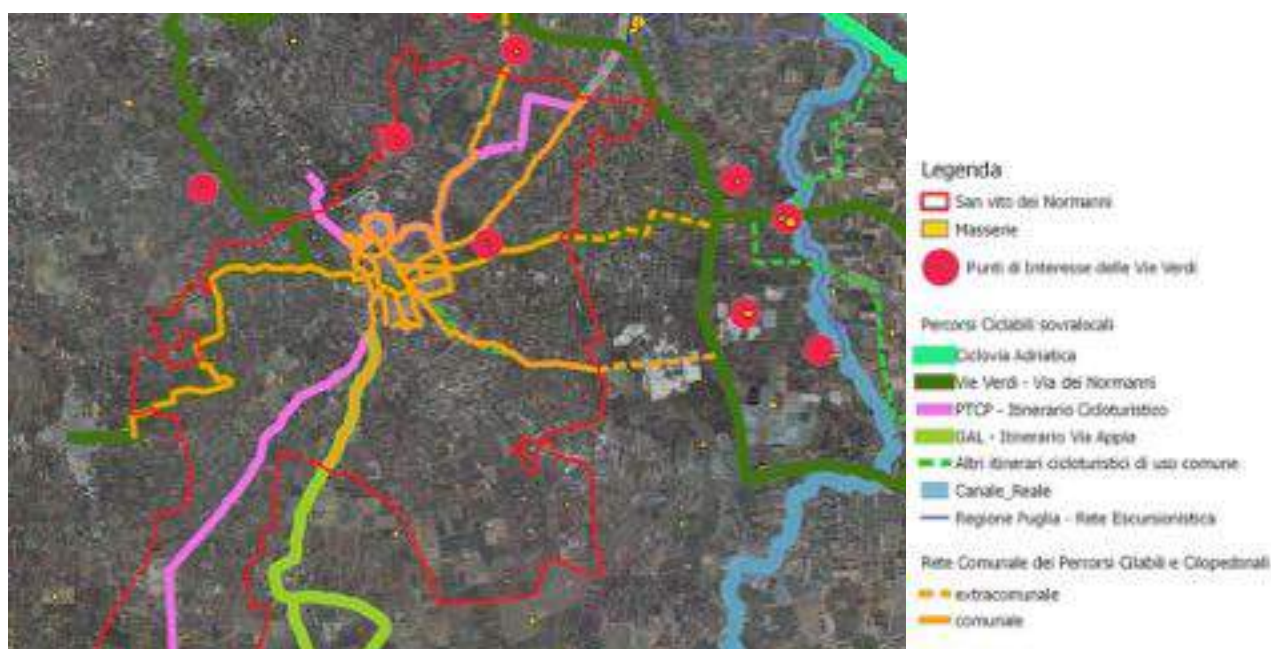 Legenda
San vito dei Normanni
Masserie
Punti di Interesse delle Vie Verdi
Percorsi Ciclabili sovralocali
Ciclovia Adriatica
Vie Verdi - Via dei Normanni
PTCP - Itinerario Cicloturistico
GAL - Itinerario Via Appia
Altri itinerari cicloturistici di uso comune
Canale_Reale
Regione Puglia - Rete Escursionistica
Rete Comunale dei Percorsi Cilabili e Cilopedonali
extracomunale
comunale